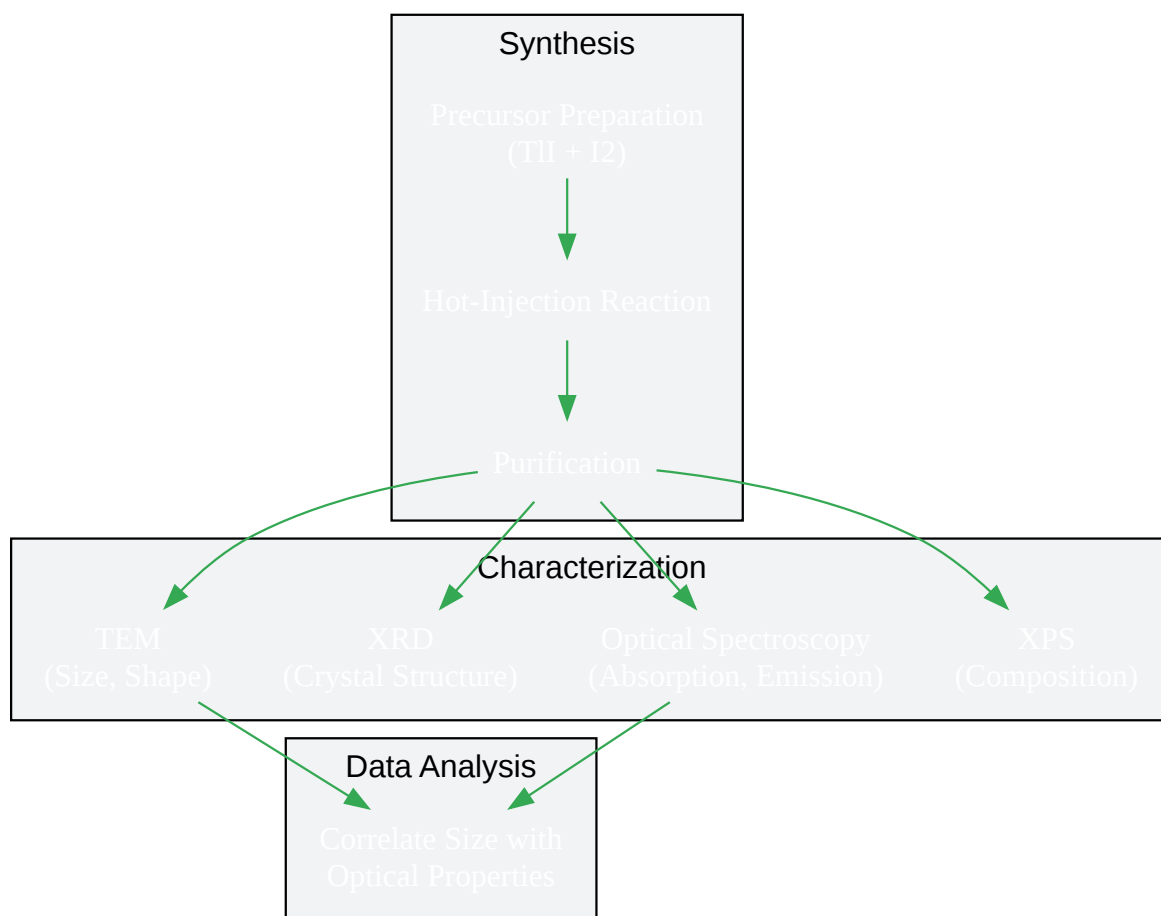 Synthesis
Precursor Preparation
(TlI + I2)
Hot-Injection Reaction
Purification
Characterization
TEM
(Size, Shape)
XRD
(Crystal Structure)
Optical Spectroscopy
(Absorption, Emission)
XPS
(Composition)
Data Analysis
Correlate Size with
Optical Properties